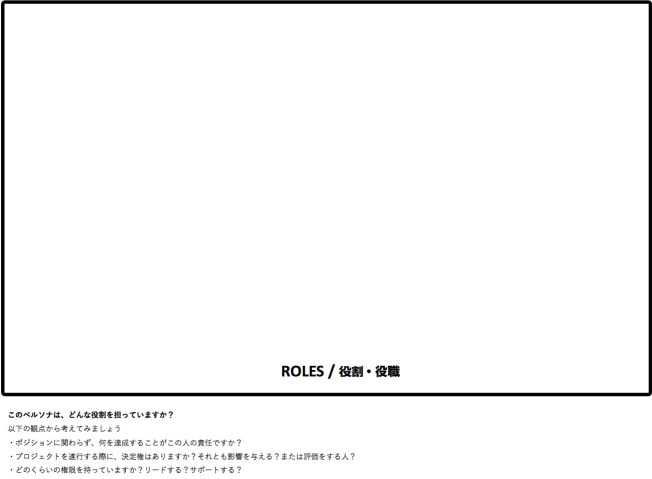 ROLES / 役割・役職
このペルソナは、どんな役割を担っていますか？
以下の観点から考えてみましょう
・ポジションに関わらず、何を達成することがこの人の責任ですか？
・プロジェクトを遂行する際に、決定権はありますか？それとも影響を与える？または評価をする人？
・どのくらいの権限を持っていますか？リードする？サポートする？